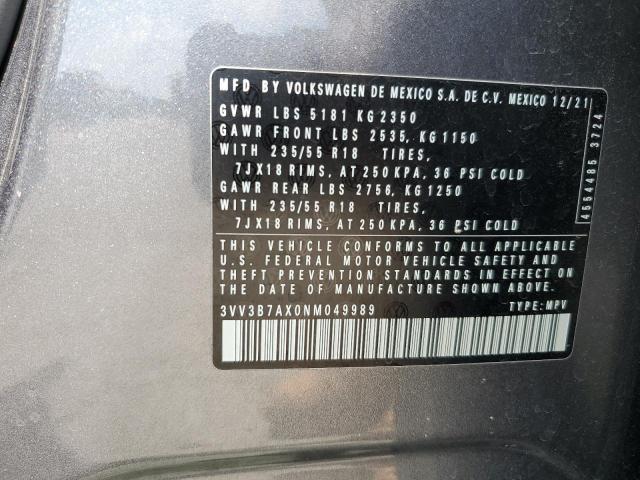 MFD BY VOLKSWAGEN DE MEXICO S.A. DE C.V. MEXICO 12/21
GVWR LBS 5181 KG 2350
GAWR FRONT LBS 2535, KG 1150
WITH 235/55 R18 TIRES,
7JX18 RIMS, AT 250 KPA, 36 PSI COLD
GAWR REAR LBS 2756, KG 1250
WITH 235/55 R18 TIRES,
7JX18 RIMS, AT 250 KPA, 36 PSI COLD
THIS VEHICLE CONFORMS TO ALL APPLICABLE
U.S. FEDERAL MOTOR VEHICLE SAFETY AND
THEFT PREVENTION STANDARDS IN EFFECT ON
THE DATE OF MANUFACTURE SHOWN ABOVE.
3VV3B7AX0NM049989 TYPE: MPV
4554485 3724